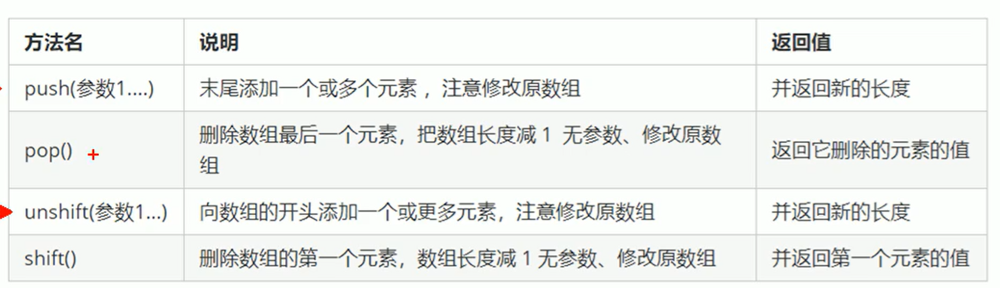 方法名 说明 返回值
push(参数1....) 末尾添加一个或多个元素 ，注意修改原数组 并返回新的长度
pop() 删除数组最后一个元素，把数组长度减 1 无参数、修改原数
组 返回它删除的元素的值
unshift(参数1...) 向数组的开头添加一个或更多元素，注意修改原数组 并返回新的长度
shift() 删除数组的第一个元素，数组长度减 1 无参数、修改原数组 并返回第一个元素的值